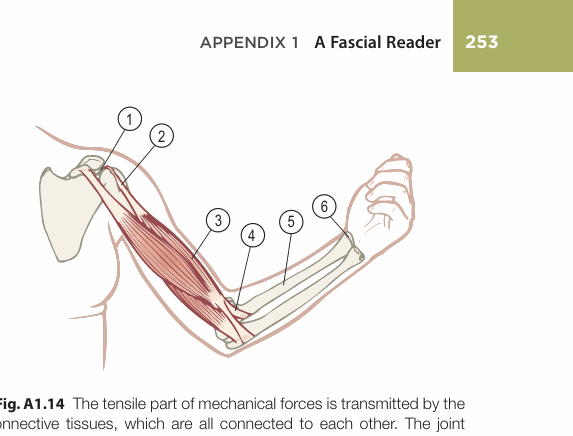 APPENDIX 1 A Fascial Reader 253
1
2
3
4
5
6
Fig. A1.14 The tensile part of mechanical forces is transmitted by the
onnective tissues, which are all connected to each other. The joint